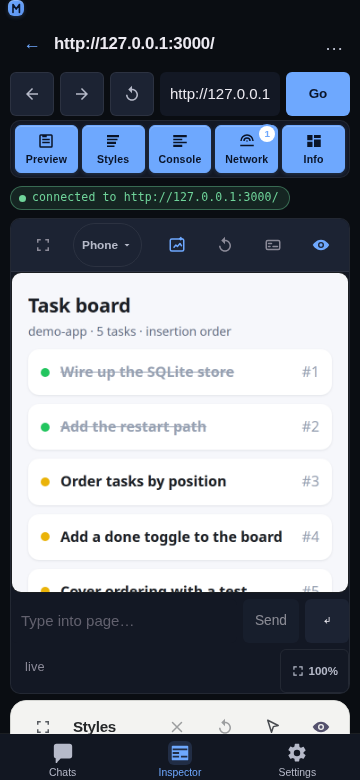 M
← http://127.0.0.1:3000/ ...
http://127.0.0.1 Go
Preview Styles Console Network 1 Info
connected to http://127.0.0.1:3000/
Phone
Task board
demo-app · 5 tasks · insertion order
Wire up the SQLite store #1
Add the restart path #2
Order tasks by position #3
Add a done toggle to the board #4
Cover ordering with a test #5
Type into page… Send
live
100%
Styles
Chats Inspector Settings